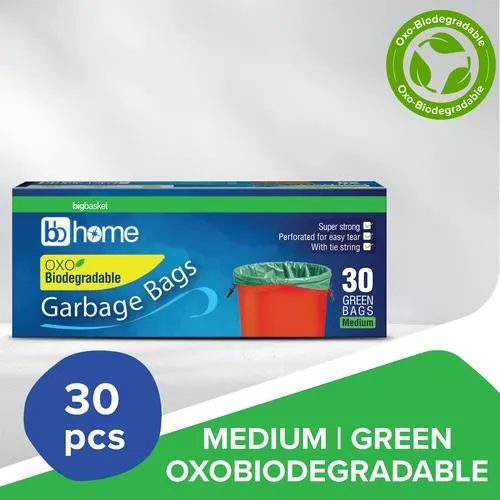 Oxo-Biodegradable
Oxo-Biodegradable
bigbasket
bb home
OXO
Biodegradable
Garbage Bags
Super strong
Perforated for easy tear
With tie string
30
GREEN
BAGS
Medium
30
pcs
MEDIUM | GREEN
OXOBIODEGRADABLE